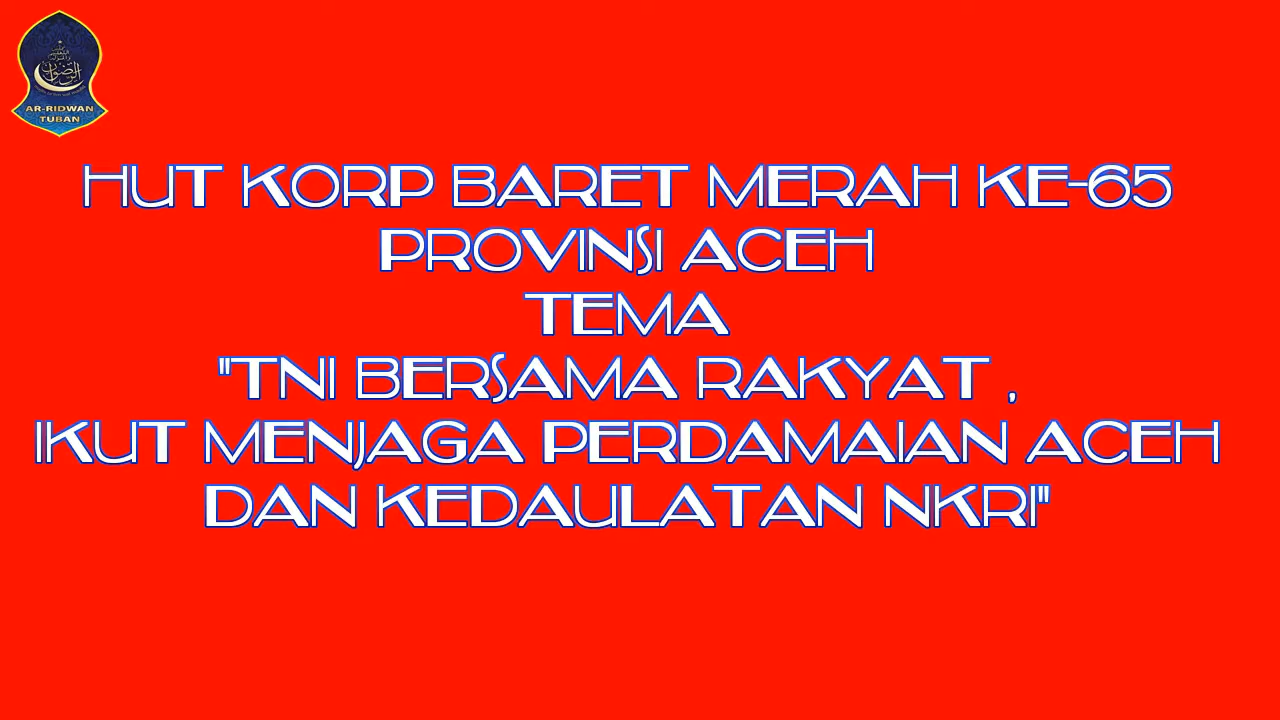 AR-RIDWAN
TUBAN
HUT KORP BARET MERAH KE-65
PROVINSI ACEH
TEMA
"TNI BERSAMA RAKYAT ,
IKUT MENJAGA PERDAMAIAN ACEH
DAN KEDAULATAN NKRI"